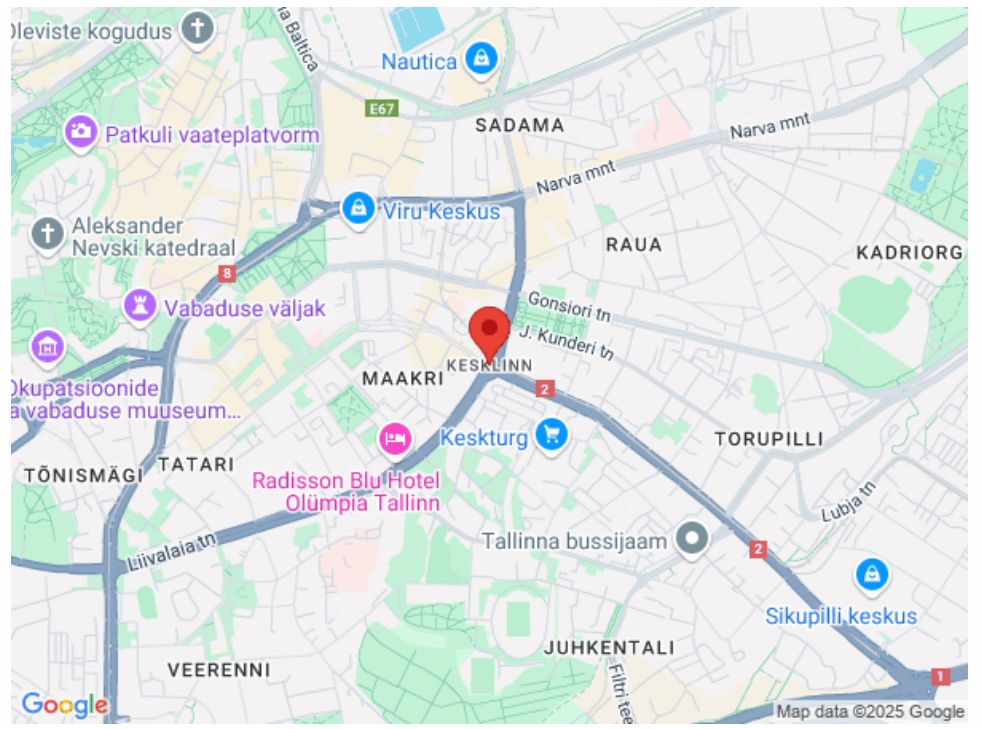 Oleviste kogudus
a Baltica
Nautica
E67
SADAMA
Narva mnt
Patkuli vaateplatvorm
Narva mnt
Viru Keskus
Aleksander
Nevski katedraal
RAUA
KADRIORG
8
Vabaduse väljak
Gonsiori tn
J. Kunderi tn
KESKLINN
MAAKRI
2
Okupatsioonide
a vabaduse muuseum...
Keskturg
TORUPILLI
TÕNISMÄGI
TATARI
Radisson Blu Hotel
Olümpia Tallinn
Lubja tn
Tallinna bussijaam
Liivalaia tn
2
Sikupilli keskus
JUHKENTALI
VEERENNI
Filtri tee
1
Google
Map data ©2025 Google